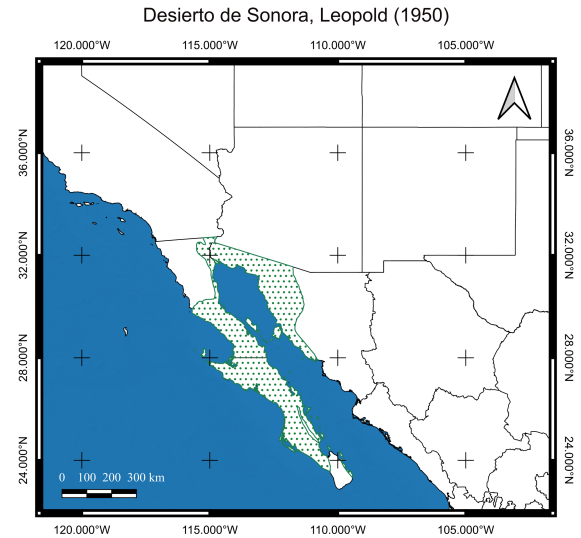 Desierto de Sonora, Leopold (1950)
120.000°W 115.000°W 110.000°W 105.000°W
36.000°N 36.000°N
32.000°N 32.000°N
28.000°N 28.000°N
24.000°N 24.000°N
0 100 200 300 km
120.000°W 115.000°W 110.000°W 105.000°W